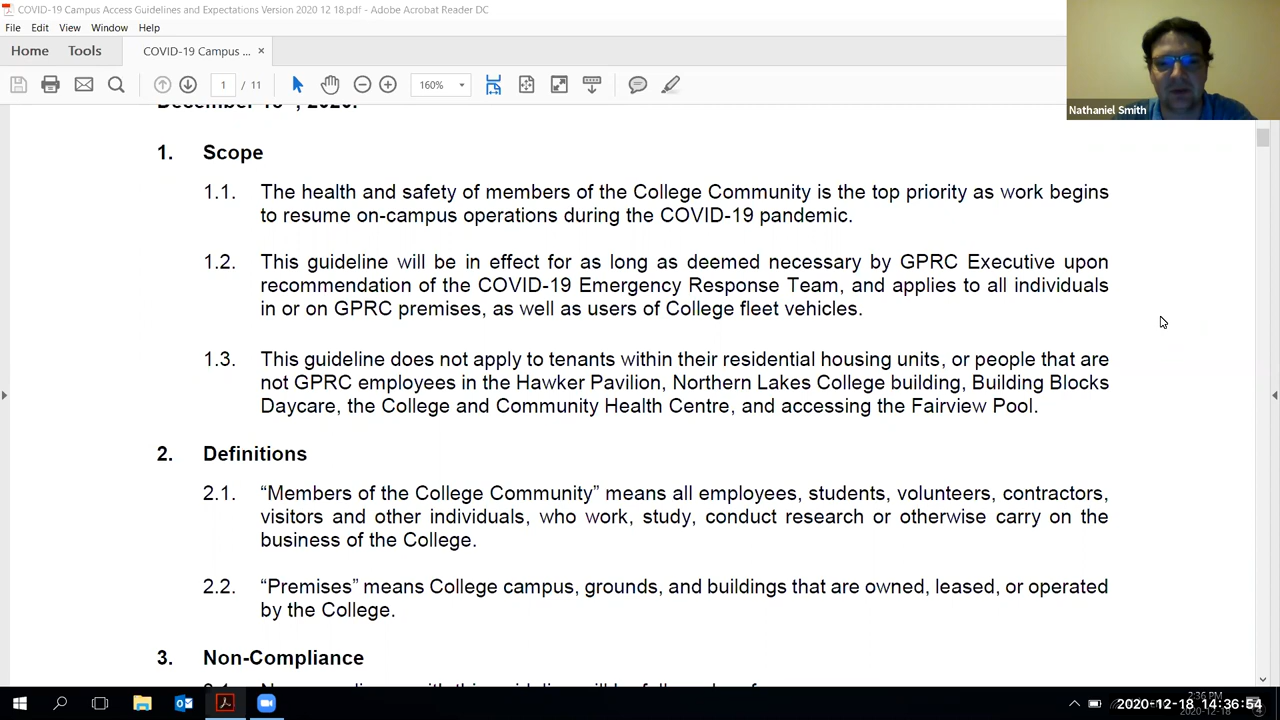 COVID-19 Campus Access Guidelines and Expectations Version 2020 12 18.pdf - Adobe Acrobat Reader DC
File Edit View Window Help
Home Tools COVID-19 Campus ... ×
1 / 11 160%
Nathaniel Smith
1. Scope
1.1. The health and safety of members of the College Community is the top priority as work begins
to resume on-campus operations during the COVID-19 pandemic.
1.2. This guideline will be in effect for as long as deemed necessary by GPRC Executive upon
recommendation of the COVID-19 Emergency Response Team, and applies to all individuals
in or on GPRC premises, as well as users of College fleet vehicles.
1.3. This guideline does not apply to tenants within their residential housing units, or people that are
not GPRC employees in the Hawker Pavilion, Northern Lakes College building, Building Blocks
Daycare, the College and Community Health Centre, and accessing the Fairview Pool.
2. Definitions
2.1. “Members of the College Community” means all employees, students, volunteers, contractors,
visitors and other individuals, who work, study, conduct research or otherwise carry on the
business of the College.
2.2. “Premises” means College campus, grounds, and buildings that are owned, leased, or operated
by the College.
3. Non-Compliance
2:36 PM
2020-12-18 14:36:54
2020-12-18